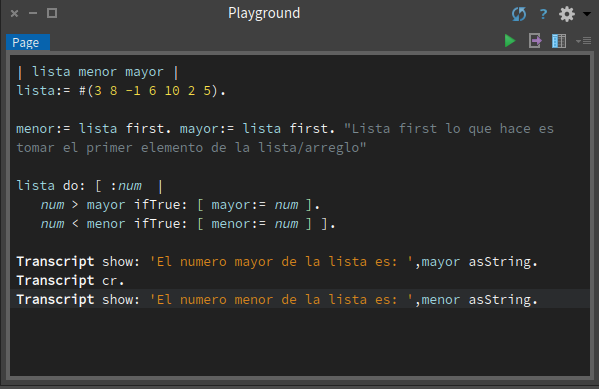 Playground
?
Page
| lista menor mayor |
lista:= #(3 8 -1 6 10 2 5).
menor:= lista first. mayor:= lista first. "Lista first lo que hace es
tomar el primer elemento de la lista/arreglo"
lista do: [ :num  |
   num > mayor ifTrue: [ mayor:= num ].
   num < menor ifTrue: [ menor:= num ] ].
Transcript show: 'El numero mayor de la lista es: ',mayor asString.
Transcript cr.
Transcript show: 'El numero menor de la lista es: ',menor asString.